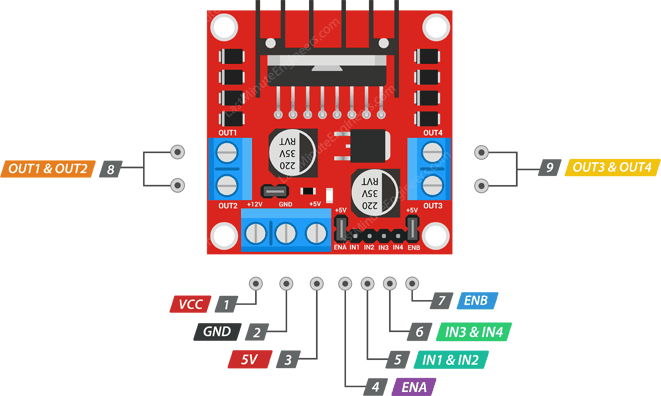 LastMinuteEngineers.com
OUT1
OUT4
220
35V
RVT
OUT1 & OUT2
8
9
OUT3 & OUT4
220
35V
RVT
OUT2
OUT3
+12V
GND
+5V
+5V
+5V
ENA
IN1
IN2
IN3
IN4
ENB
VCC
1
7
ENB
GND
2
6
IN3 & IN4
5V
3
5
IN1 & IN2
4
ENA